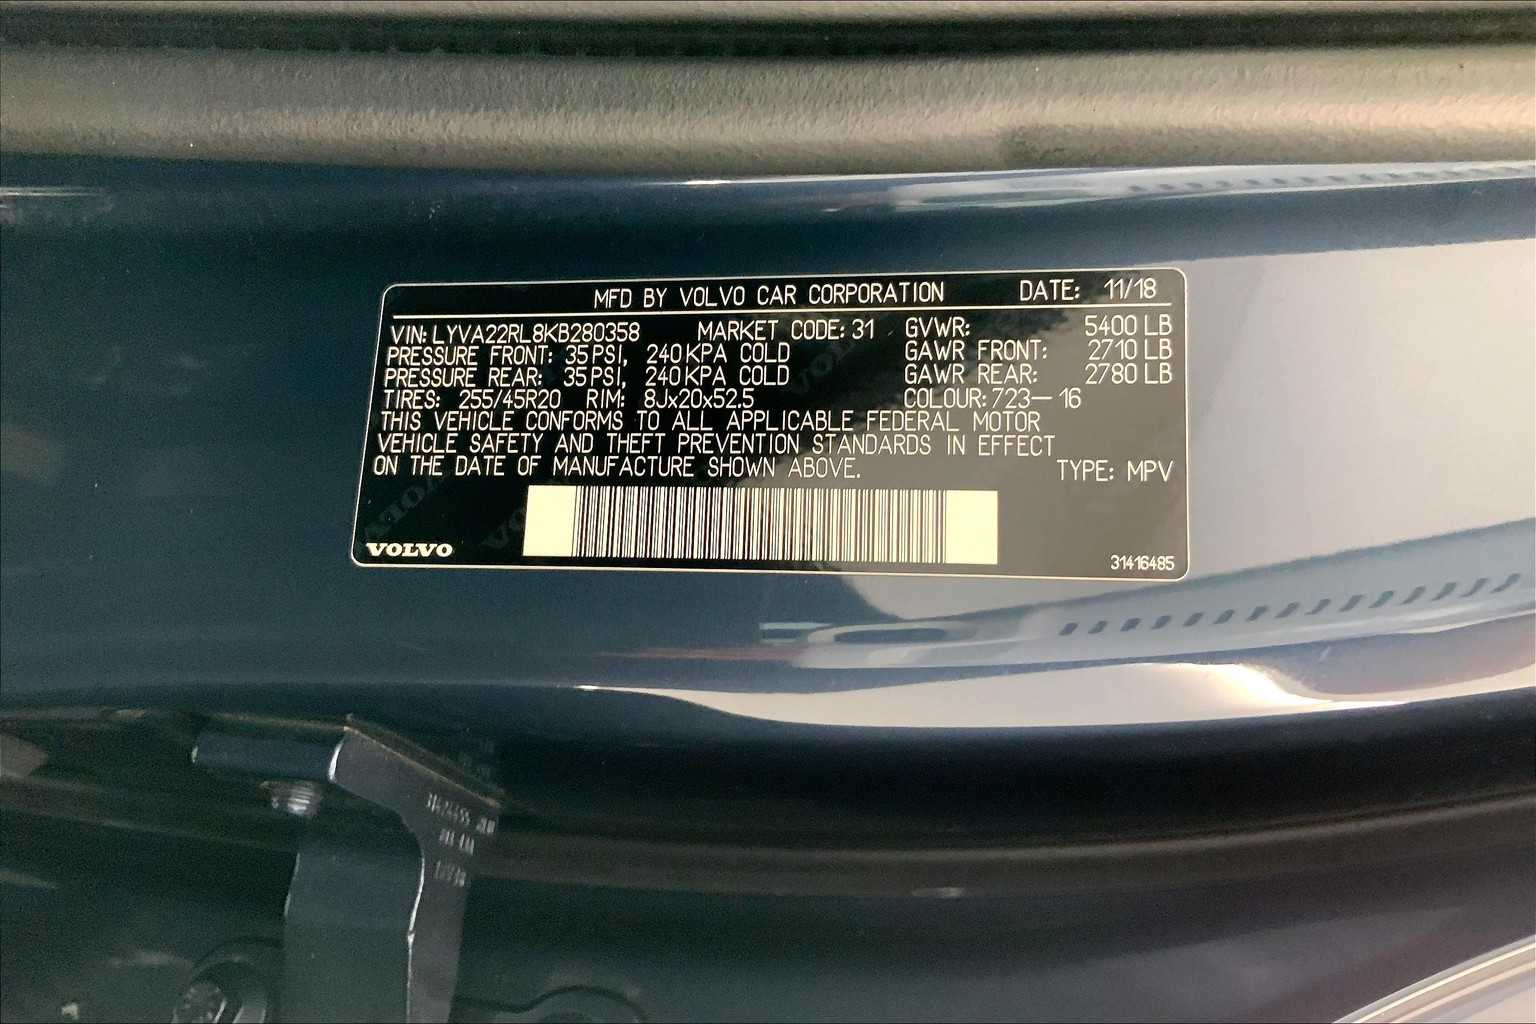 MFD BY VOLVO CAR CORPORATION DATE: 11/18
VIN: LYVA22RL8KB280358 MARKET CODE: 31 GVWR: 5400 LB
PRESSURE FRONT: 35 PSI, 240 KPA COLD GAWR FRONT: 2710 LB
PRESSURE REAR: 35 PSI, 240 KPA COLD GAWR REAR: 2780 LB
TIRES: 255/45R20 RIM: 8Jx20x52.5 COLOUR: 723-16
THIS VEHICLE CONFORMS TO ALL APPLICABLE FEDERAL MOTOR
VEHICLE SAFETY AND THEFT PREVENTION STANDARDS IN EFFECT
ON THE DATE OF MANUFACTURE SHOWN ABOVE. TYPE: MPV
VOLVO 31416485